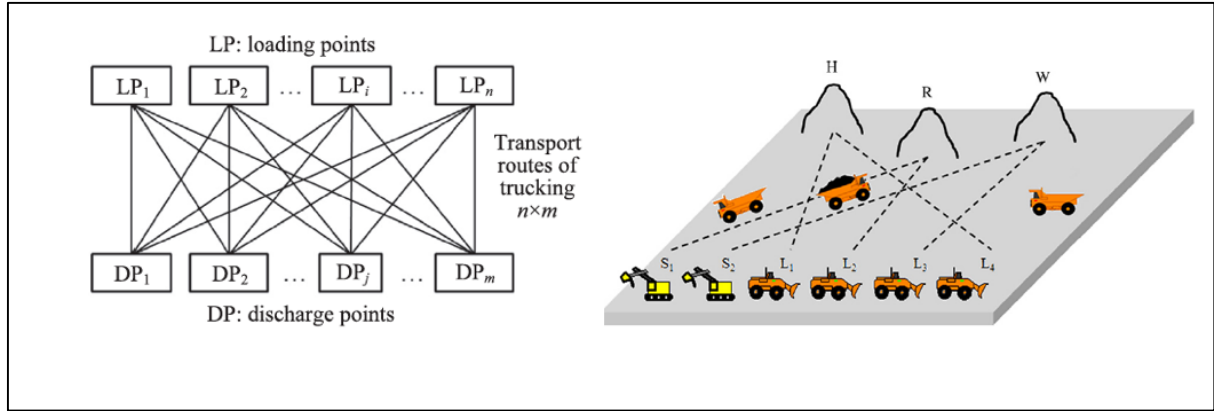 LP: loading points
LP₁ LP₂ … LPᵢ … LPₙ
Transport
routes of
trucking
n×m
DP₁ DP₂ … DPⱼ … DPₘ
DP: discharge points
H
R
W
S₁ S₂ L₁ L₂ L₃ L₄